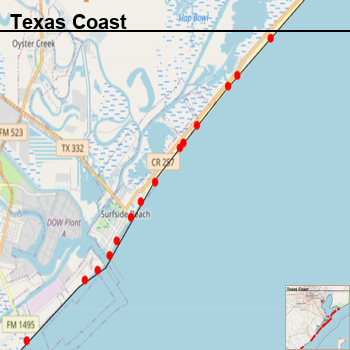 Texas Coast
Slop Bowl
Oyster Creek
FM 523
TX 332
CR 257
Surfside Beach
DOW Plant
A
FM 1495
Texas Coast